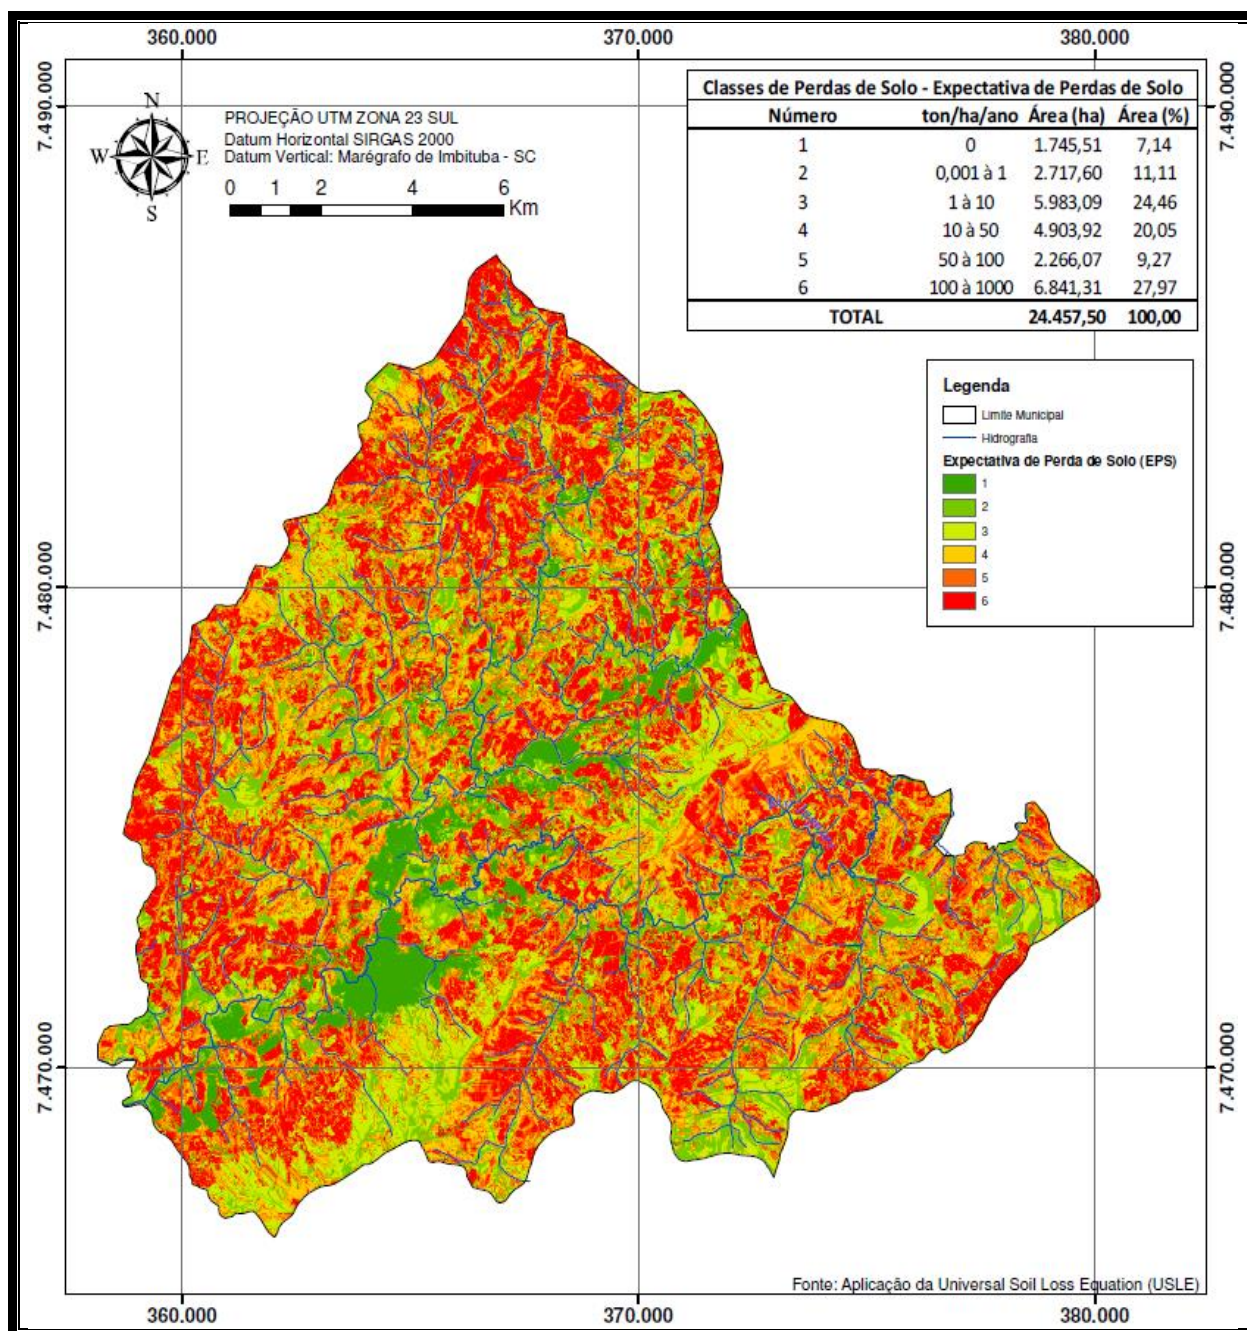 360.000 370.000 380.000
7.490.000
7.490.000
N
W E
S
PROJEÇÃO UTM ZONA 23 SUL
Datum Horizontal SIRGAS 2000
Datum Vertical: Marégrafo de Imbituba - SC
0 1 2 4 6
Km
Classes de Perdas de Solo - Expectativa de Perdas de Solo
Número ton/ha/ano Área (ha) Área (%)
1 0 1.745,51 7,14
2 0,001 à 1 2.717,60 11,11
3 1 à 10 5.983,09 24,46
4 10 à 50 4.903,92 20,05
5 50 à 100 2.266,07 9,27
6 100 à 1000 6.841,31 27,97
TOTAL 24.457,50 100,00
Legenda
Limite Municipal
Hidrografia
Expectativa de Perda de Solo (EPS)
1
2
3
4
5
6
7.480.000
7.480.000
7.470.000
7.470.000
Fonte: Aplicação da Universal Soil Loss Equation (USLE)
360.000 370.000 380.000